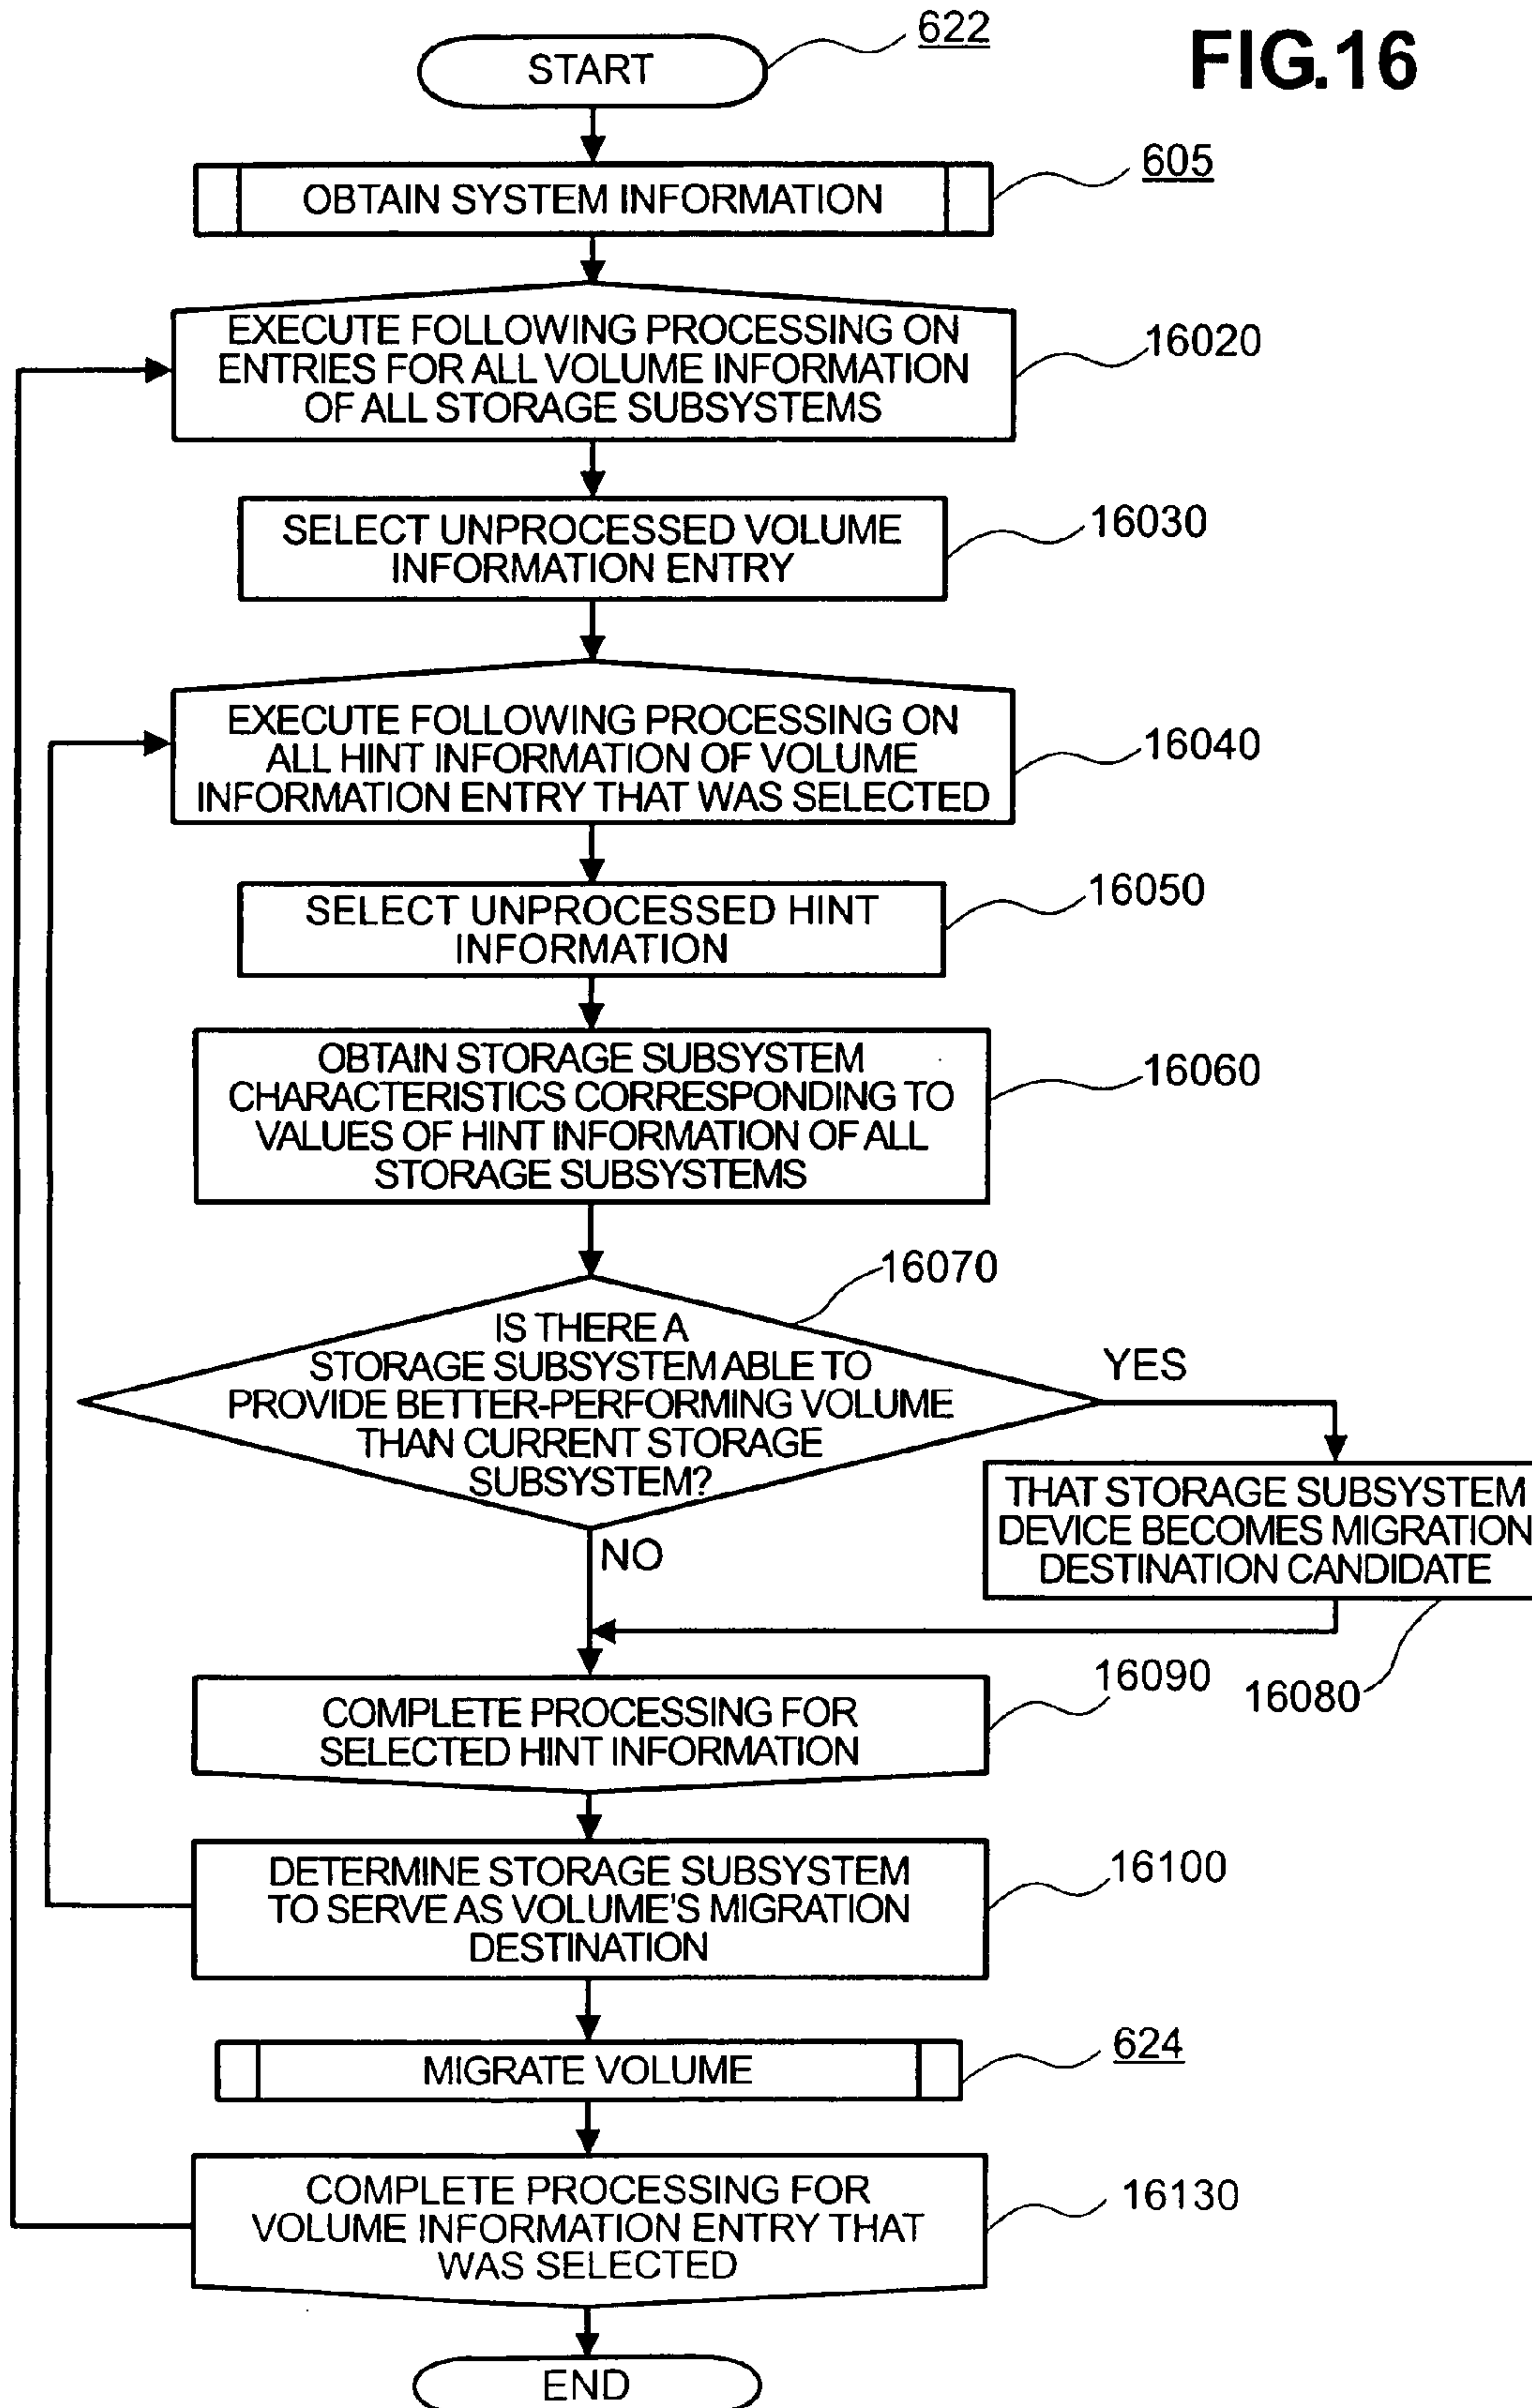 622
FIG.16
START
605
OBTAIN SYSTEM INFORMATION
EXECUTE FOLLOWING PROCESSING ON
ENTRIES FOR ALL VOLUME INFORMATION
OF ALL STORAGE SUBSYSTEMS
16020
SELECT UNPROCESSED VOLUME
INFORMATION ENTRY
16030
EXECUTE FOLLOWING PROCESSING ON
ALL HINT INFORMATION OF VOLUME
INFORMATION ENTRY THAT WAS SELECTED
16040
SELECT UNPROCESSED HINT
INFORMATION
16050
OBTAIN STORAGE SUBSYSTEM
CHARACTERISTICS CORRESPONDING TO
VALUES OF HINT INFORMATION OF ALL
STORAGE SUBSYSTEMS
16060
16070
IS THERE A
STORAGE SUBSYSTEM ABLE TO
PROVIDE BETTER-PERFORMING VOLUME
THAN CURRENT STORAGE
SUBSYSTEM?
YES
NO
THAT STORAGE SUBSYSTEM
DEVICE BECOMES MIGRATION
DESTINATION CANDIDATE
16080
COMPLETE PROCESSING FOR
SELECTED HINT INFORMATION
16090
DETERMINE STORAGE SUBSYSTEM
TO SERVE AS VOLUME'S MIGRATION
DESTINATION
16100
MIGRATE VOLUME
624
COMPLETE PROCESSING FOR
VOLUME INFORMATION ENTRY THAT
WAS SELECTED
16130
END